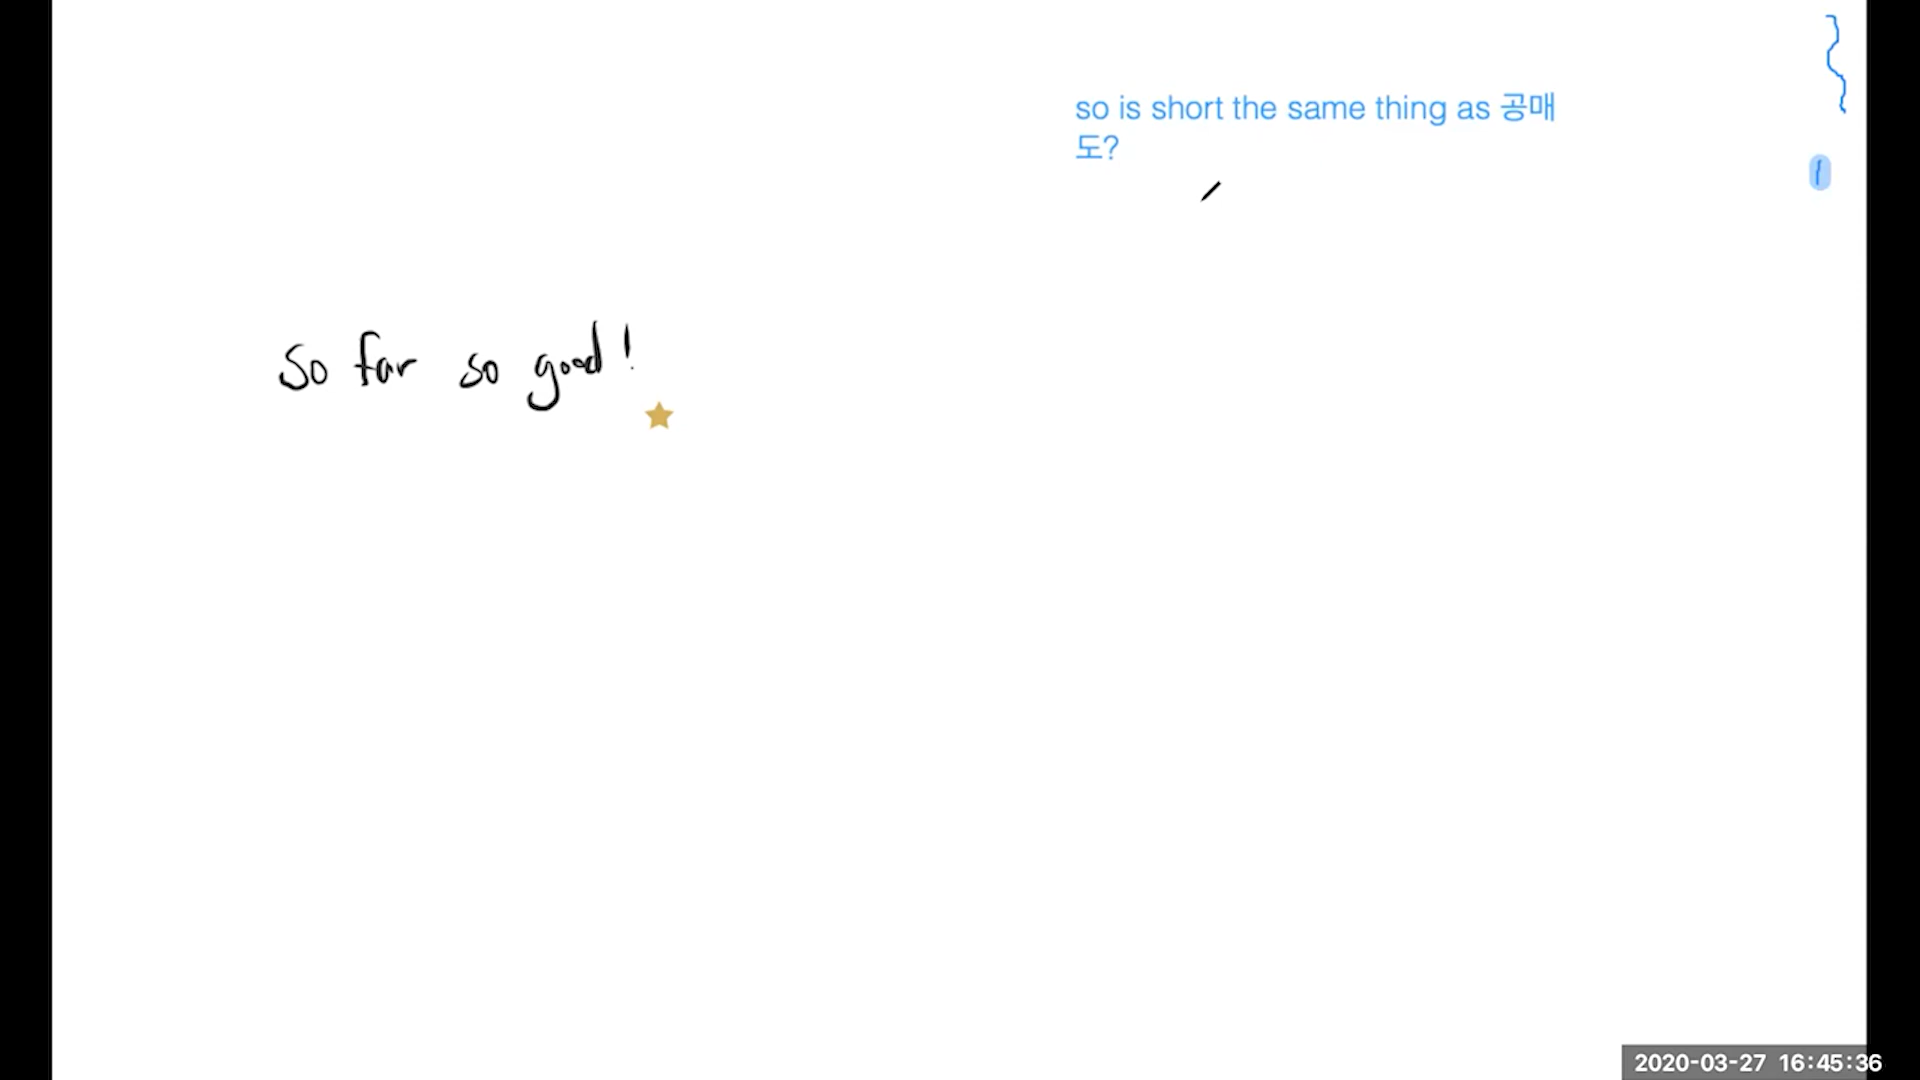 so is short the same thing as 공매
도?
So far so good!
2020-03-27 16:45:36